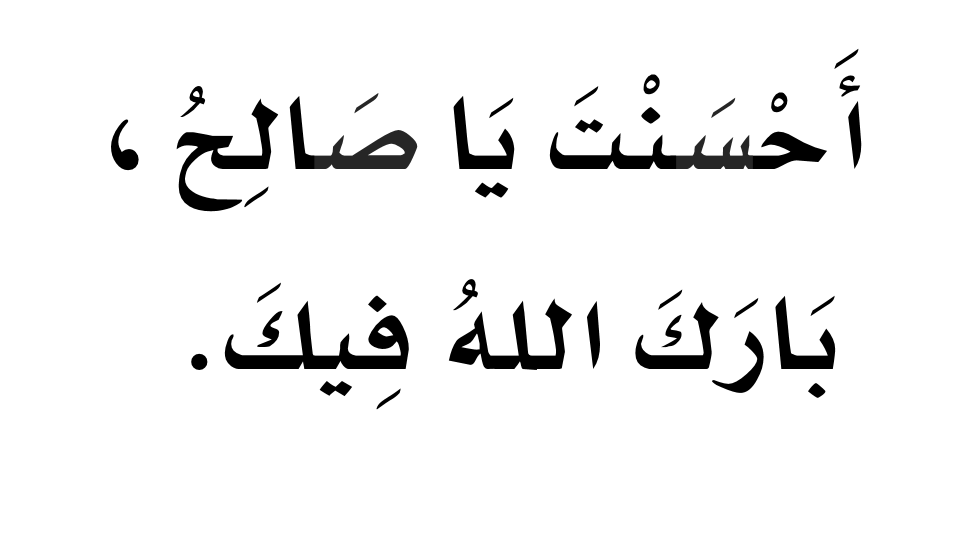 أَحْسَنْتَ يَا صَالِحُ ،
بَارَكَ اللهُ فِيكَ.